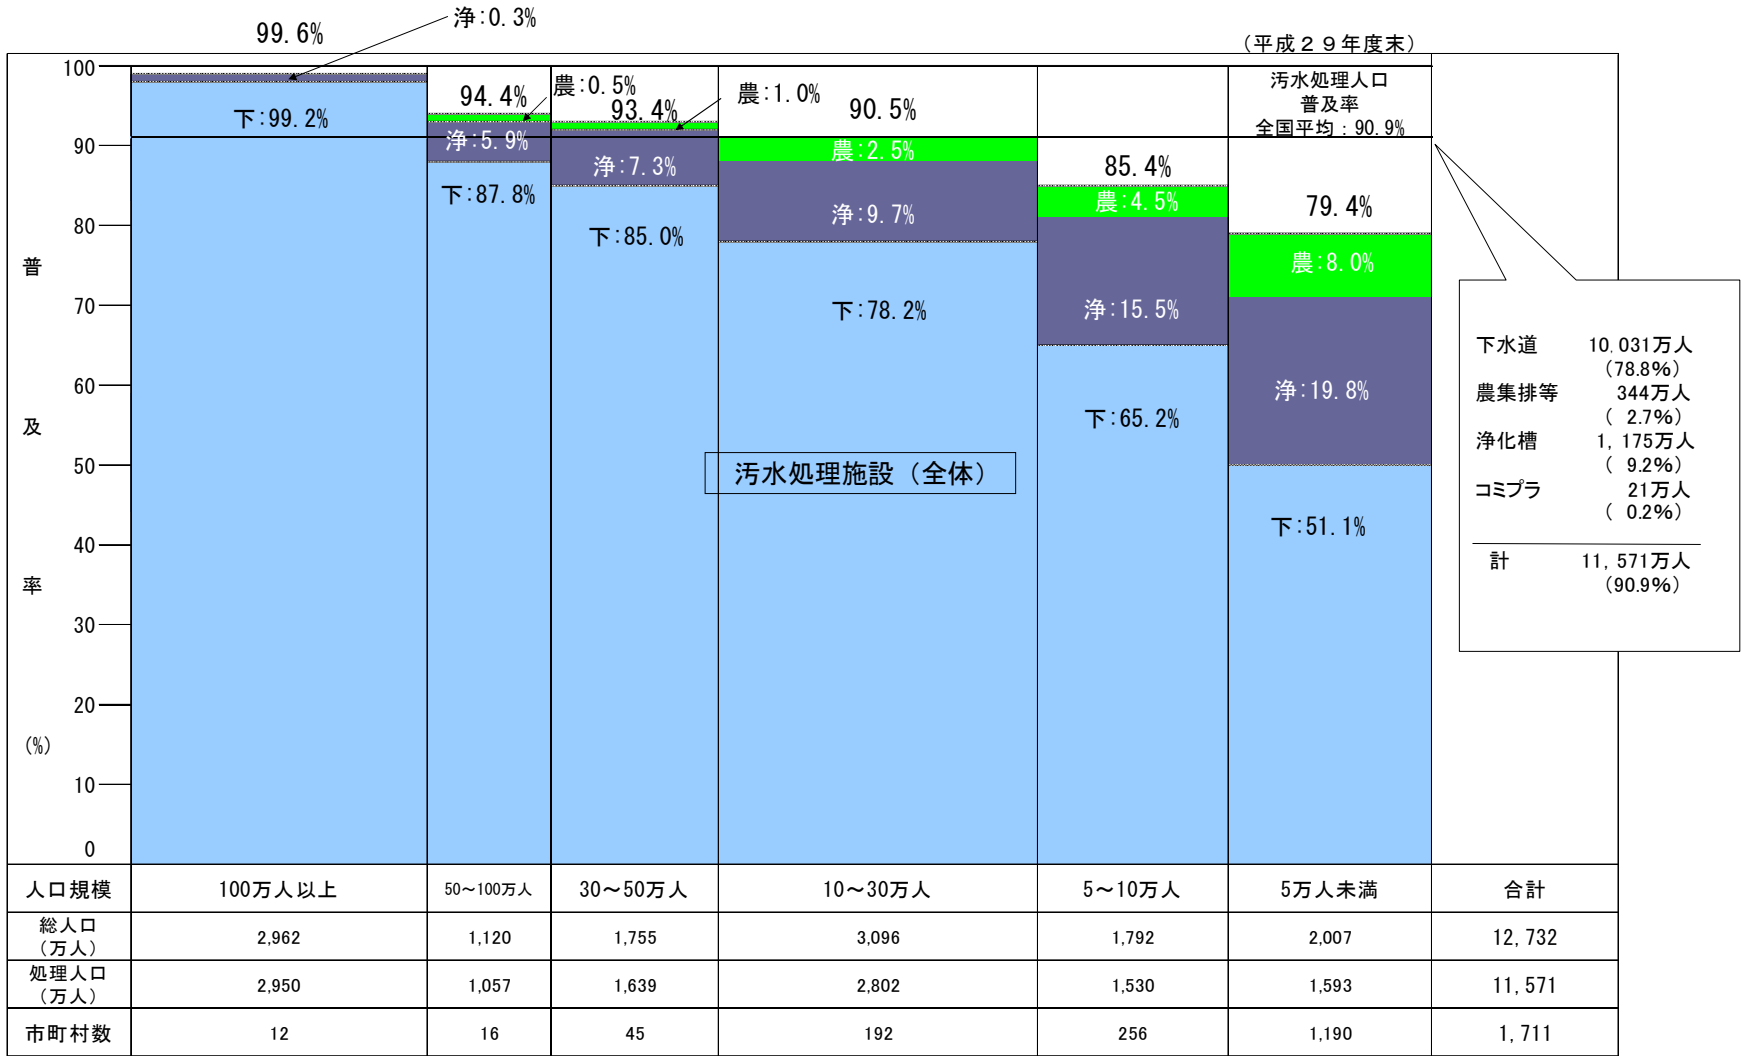 浄:0.3%
99.6%
(平成29年度末)
100
90
80
70
60
50
40
30
20
10
0
普
及
率
(%)
下:99.2%
94.4%
農:0.5%
浄:5.9%
下:87.8%
93.4%
農:1.0%
浄:7.3%
下:85.0%
90.5%
農:2.5%
浄:9.7%
下:78.2%
85.4%
農:4.5%
浄:15.5%
下:65.2%
汚水処理人口
普及率
全国平均:90.9%
79.4%
農:8.0%
浄:19.8%
下:51.1%
汚水処理施設(全体)
下水道 10,031万人
(78.8%)
農集排等 344万人
( 2.7%)
浄化槽 1,175万人
( 9.2%)
コミプラ 21万人
( 0.2%)
計 11,571万人
(90.9%)
人口規模 100万人以上 50~100万人 30~50万人 10~30万人 5~10万人 5万人未満 合計
総人口
(万人) 2,962 1,120 1,755 3,096 1,792 2,007 12,732
処理人口
(万人) 2,950 1,057 1,639 2,802 1,530 1,593 11,571
市町村数 12 16 45 192 256 1,190 1,711